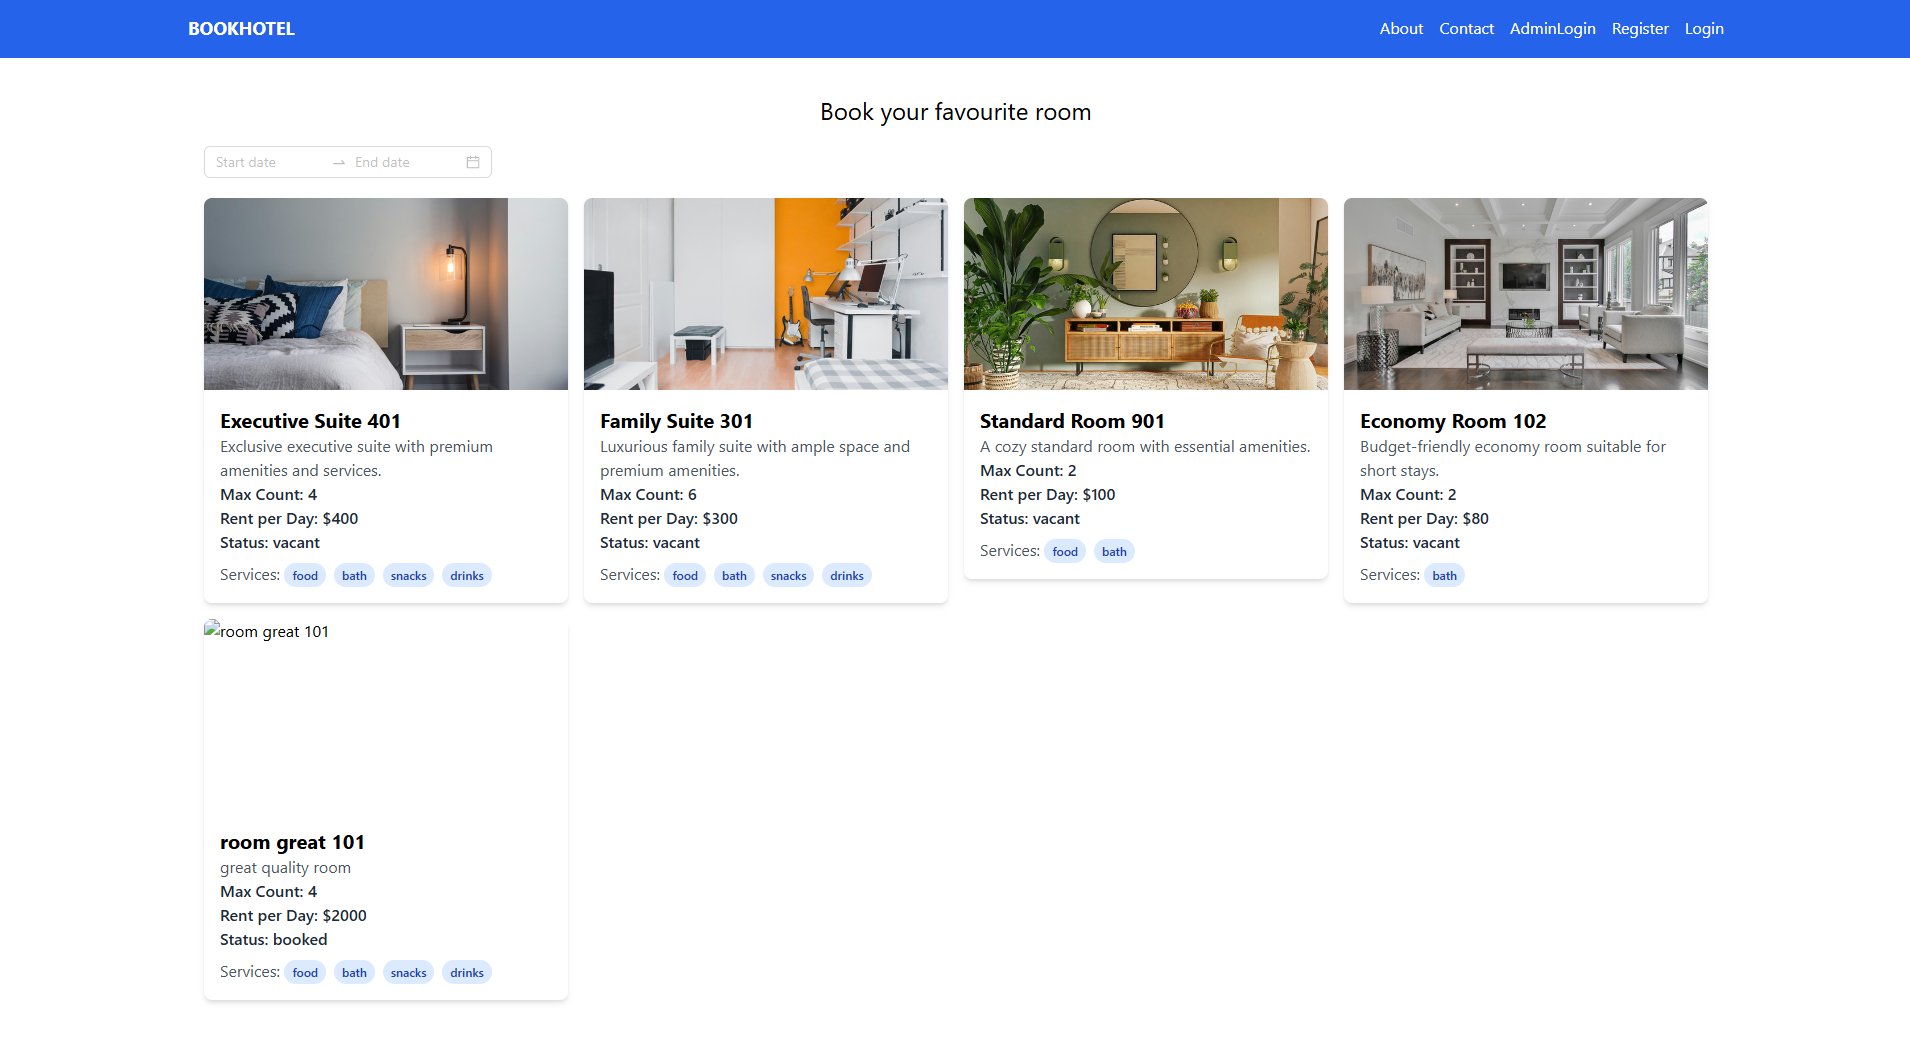 BOOKHOTEL
About Contact AdminLogin Register Login
Book your favourite room
Start date End date
Executive Suite 401
Exclusive executive suite with premium
amenities and services.
Max Count: 4
Rent per Day: $400
Status: vacant
Services: food bath snacks drinks
Family Suite 301
Luxurious family suite with ample space and
premium amenities.
Max Count: 6
Rent per Day: $300
Status: vacant
Services: food bath snacks drinks
Standard Room 901
A cozy standard room with essential amenities.
Max Count: 2
Rent per Day: $100
Status: vacant
Services: food bath
Economy Room 102
Budget-friendly economy room suitable for
short stays.
Max Count: 2
Rent per Day: $80
Status: vacant
Services: bath
room great 101
room great 101
great quality room
Max Count: 4
Rent per Day: $2000
Status: booked
Services: food bath snacks drinks